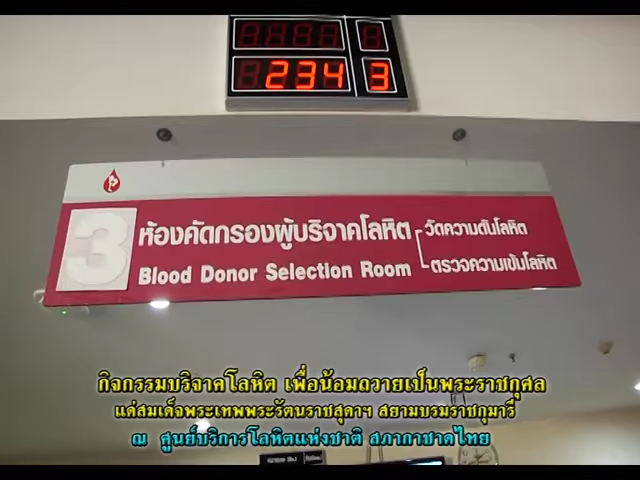 234 3
3
ห้องคัดกรองผู้บริจาคโลหิต
วัดความดันโลหิต
Blood Donor Selection Room
ตรวจความเข้มโลหิต
กิจกรรมบริจาคโลหิต เพื่อน้อมถวายเป็นพระราชกุศล
แด่สมเด็จพระเทพพระรัตนราชสุดาฯ สยามบรมราชกุมารี
ณ ศูนย์บริการโลหิตแห่งชาติ สภากาชาดไทย